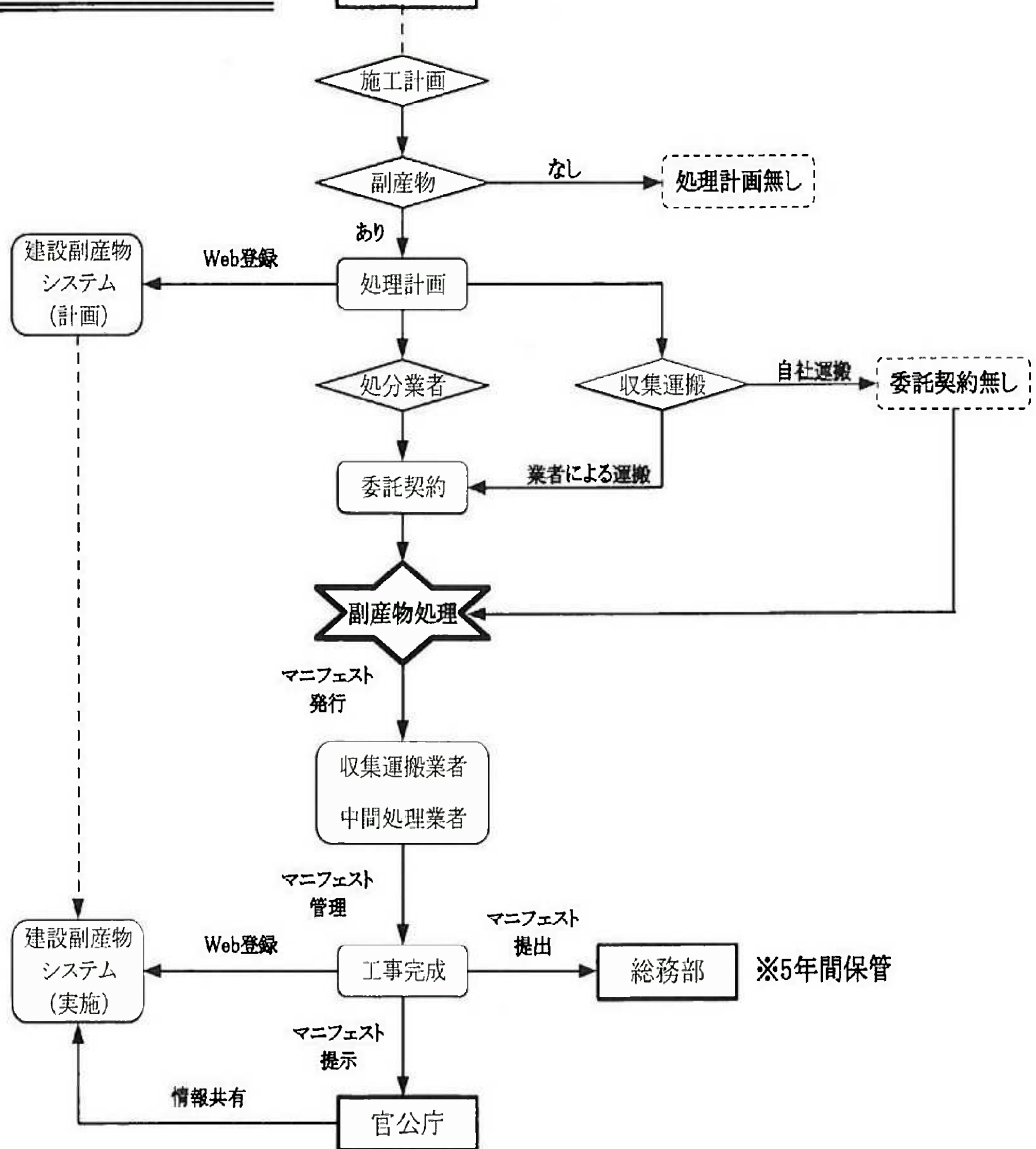 施工計画
副産物
なし
処理計画無し
あり
建設副産物
システム
(計画)
Web登録
処理計画
処分業者
収集運搬
自社運搬
委託契約無し
委託契約
業者による運搬
副産物処理
マニフェスト
発行
収集運搬業者
中間処理業者
マニフェスト
管理
建設副産物
システム
(実施)
Web登録
工事完成
マニフェスト
提出
総務部
※5年間保管
マニフェスト
提示
情報共有
官公庁